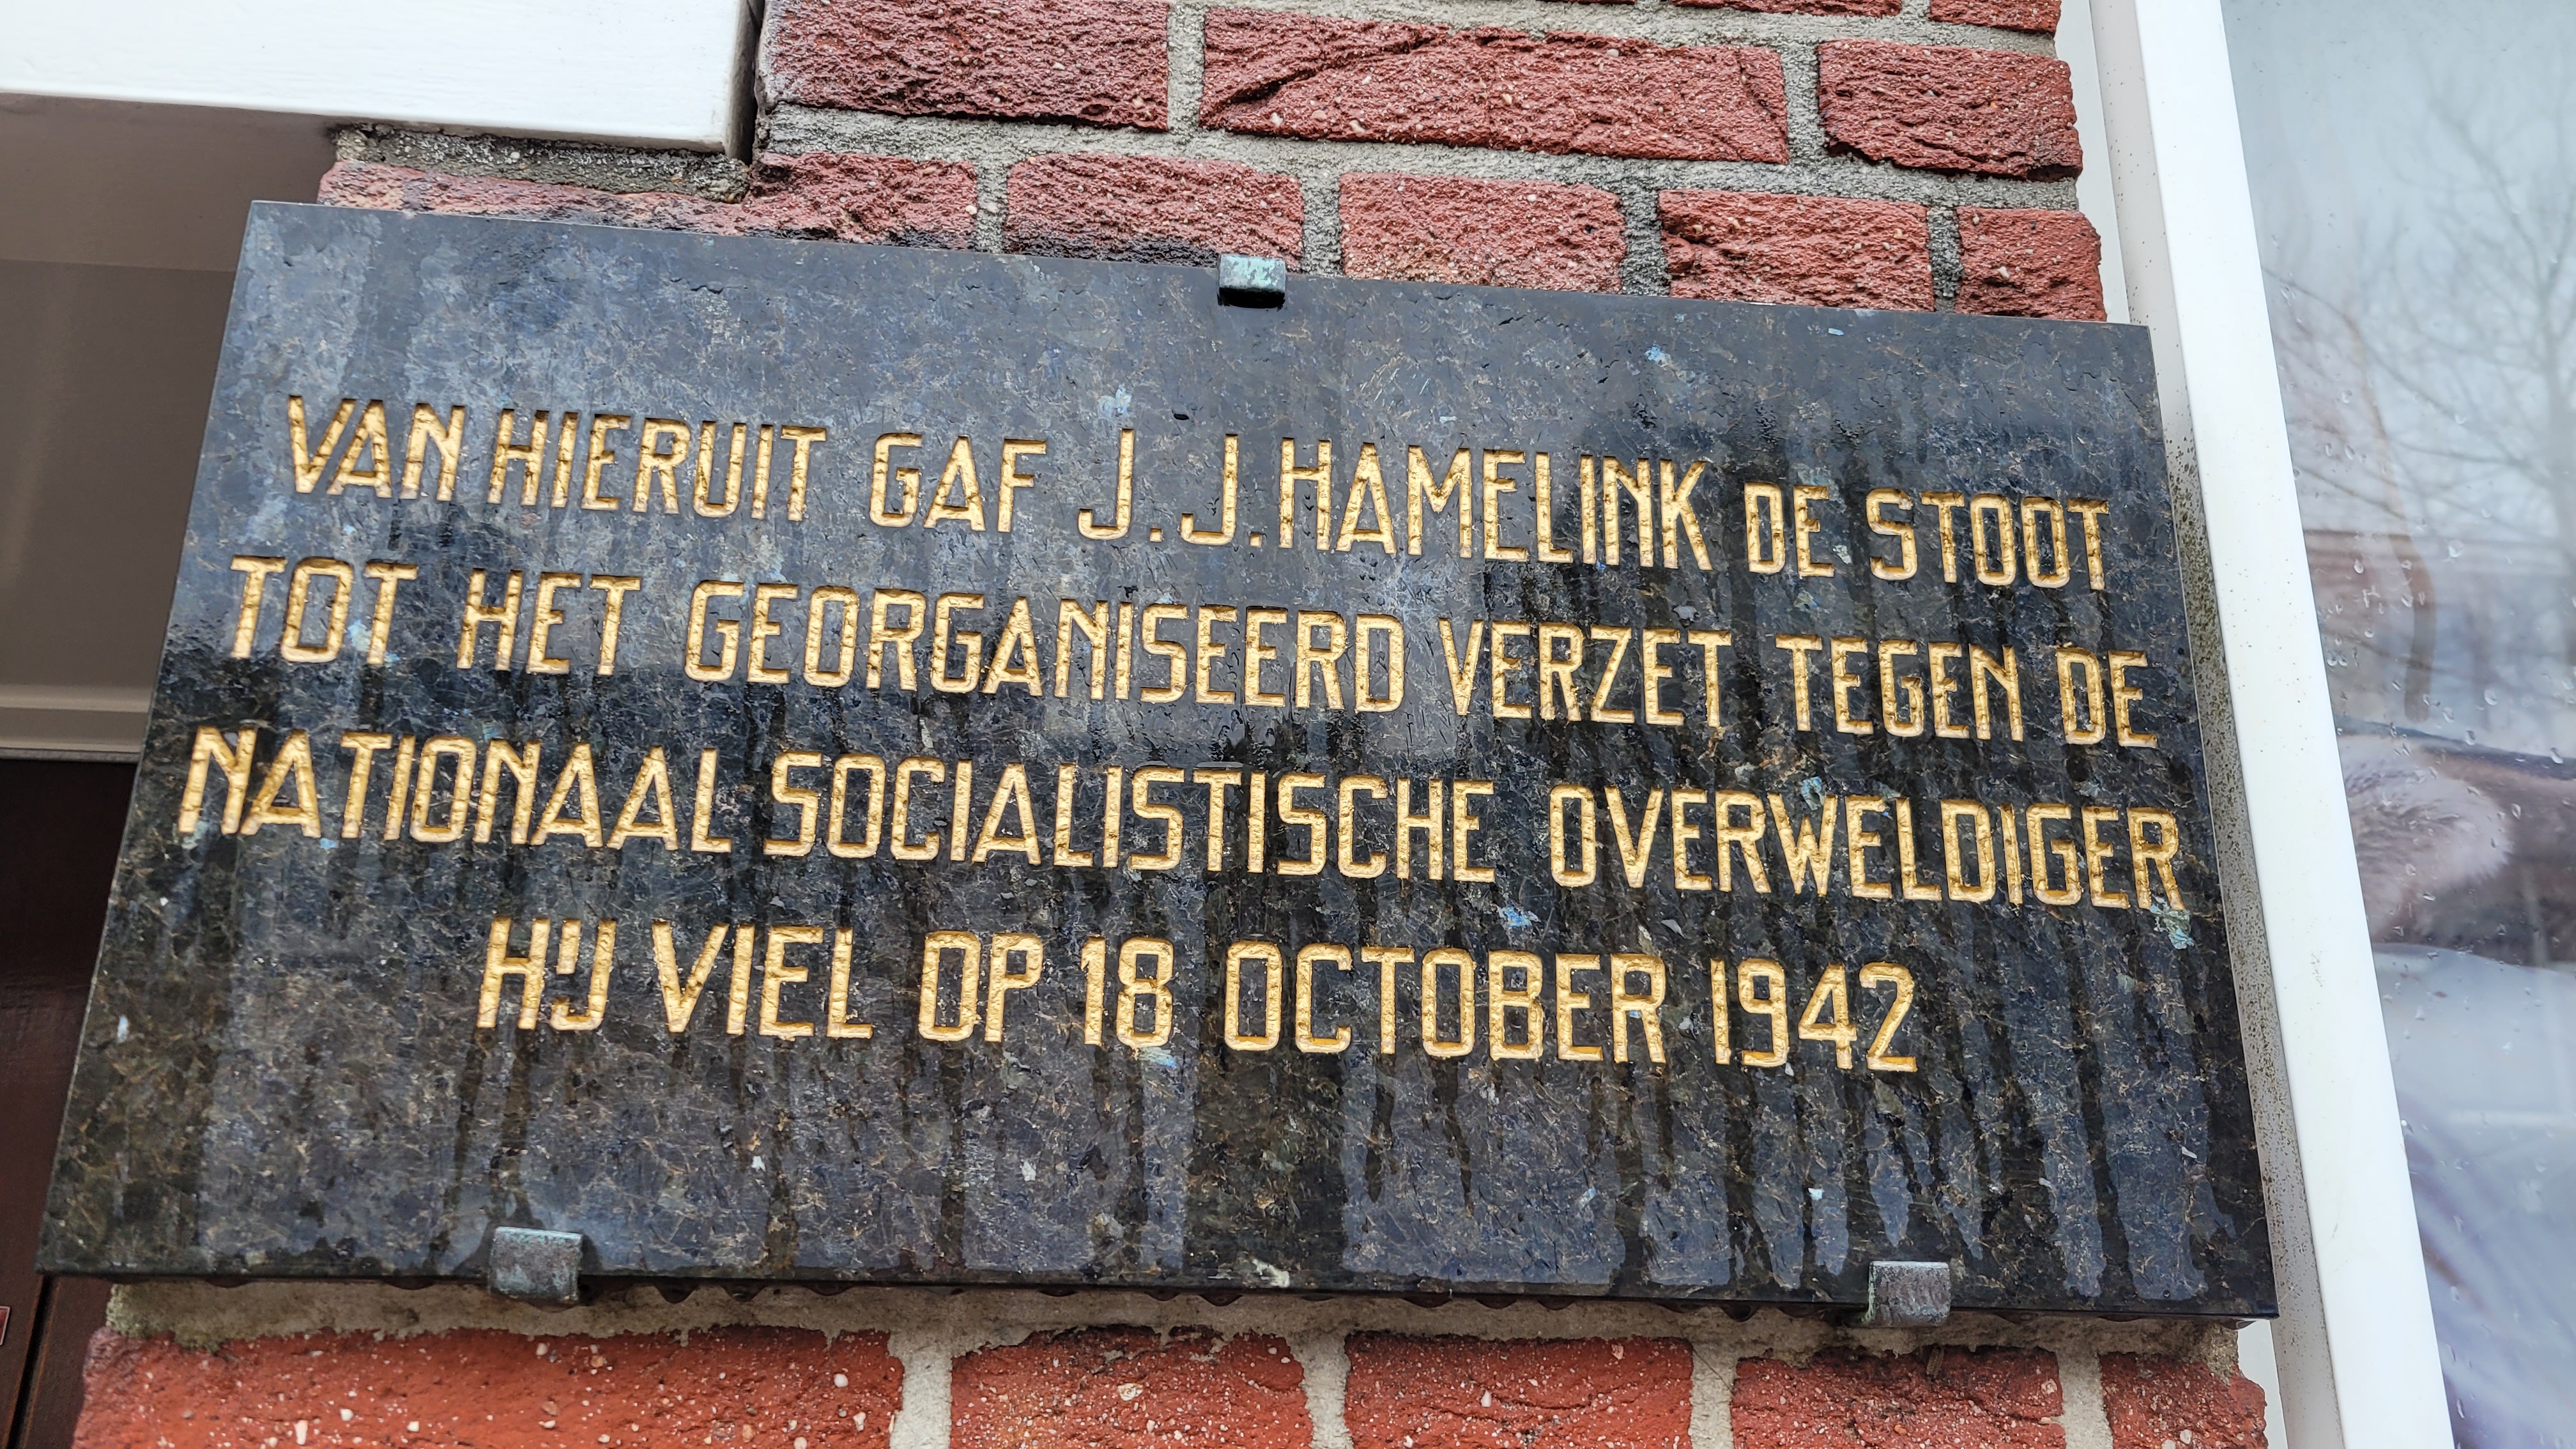 VAN HIERUIT GAF J.J. HAMELINK DE STOOT
TOT HET GEORGANISEERD VERZET TEGEN DE
NATIONAAL SOCIALISTISCHE OVERWELDIGER
HIJ VIEL OP 18 OCTOBER 1942